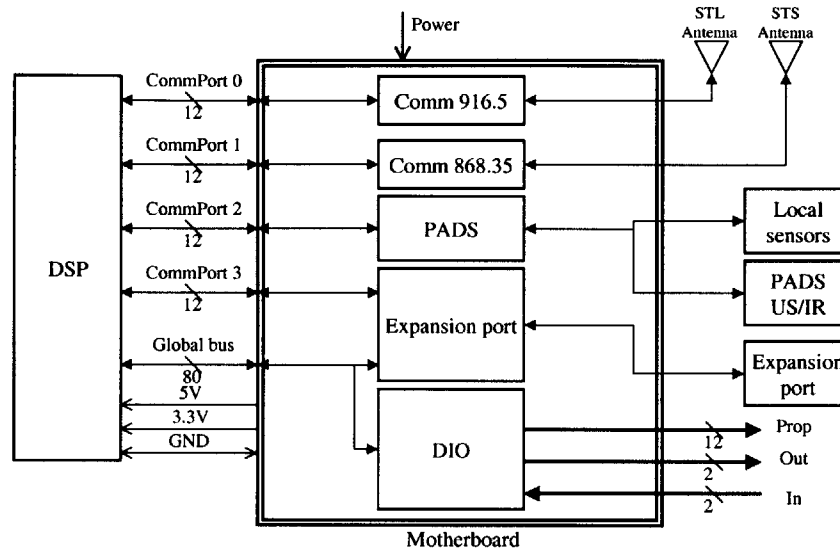 STL
Antenna
STS
Antenna
Power
CommPort 0
12
Comm 916.5
CommPort 1
12
Comm 868.35
CommPort 2
12
PADS
Local
sensors
DSP
CommPort 3
12
Expansion port
PADS
US/IR
Global bus
80
Expansion
port
5V
3.3V
GND
DIO
Prop
12
Out
2
In
2
Motherboard